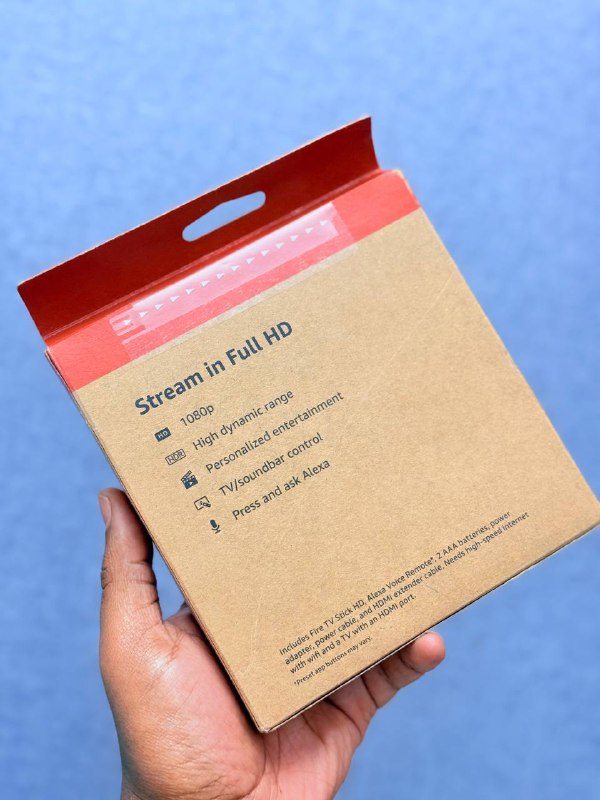 Stream in Full HD
HD 1080p
HDR High dynamic range
Personalized entertainment
TV/soundbar control
Press and ask Alexa
Includes Fire TV Stick HD, Alexa Voice Remote*, 2 AAA batteries, power
adapter, power cable, and HDMI extender cable. Needs high-speed internet
with wifi and a TV with an HDMI port.
*Preset app buttons may vary.